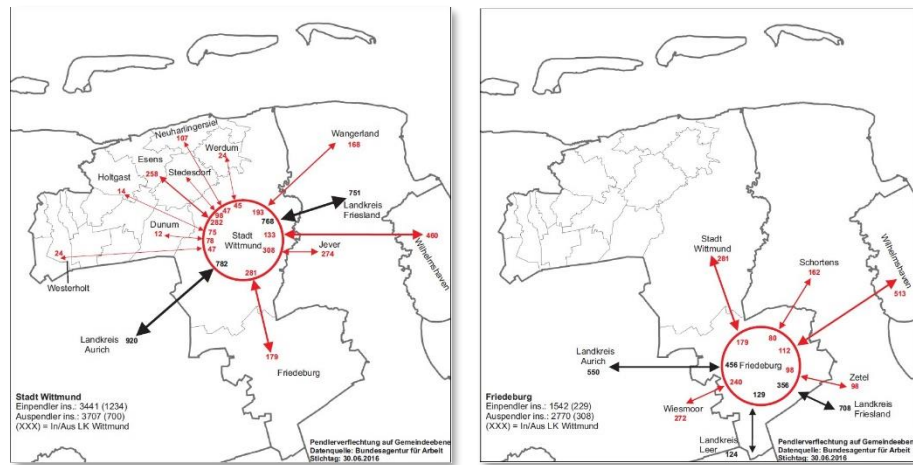 Neuharlingersiel
107
Werdum
24
Wangerland
168
Esens
258
Stedesdorf
Holtgast
14
45
47
98
282
193
768
751
Landkreis
Friesland
Dunum
12
75
78
47
Stadt
Wittmund
133
308
460
Jever
274
Wilhelmshaven
24
Westerholt
782
281
920
Landkreis
Aurich
179
Friedeburg
Stadt Wittmund
Einpendler ins.: 3441 (1234)
Auspendler ins.: 3707 (700)
(XXX) = In/Aus LK Wittmund
Pendlerverflechtung auf Gemeindeebene
Datenquelle: Bundesagentur für Arbeit
Stichtag: 30.06.2016
Stadt
Wittmund
281
Schortens
162
Wilhelmshaven
513
179
80
112
Landkreis
Aurich
550
456
Friedeburg
98
240
356
129
Zetel
98
Wiesmoor
272
708
Landkreis
Friesland
Landkreis
Leer
124
Friedeburg
Einpendler ins.: 1542 (229)
Auspendler ins.: 2770 (308)
(XXX) = In/Aus LK Wittmund
Pendlerverflechtung auf Gemeindeebene
Datenquelle: Bundesagentur für Arbeit
Stichtag: 30.06.2016